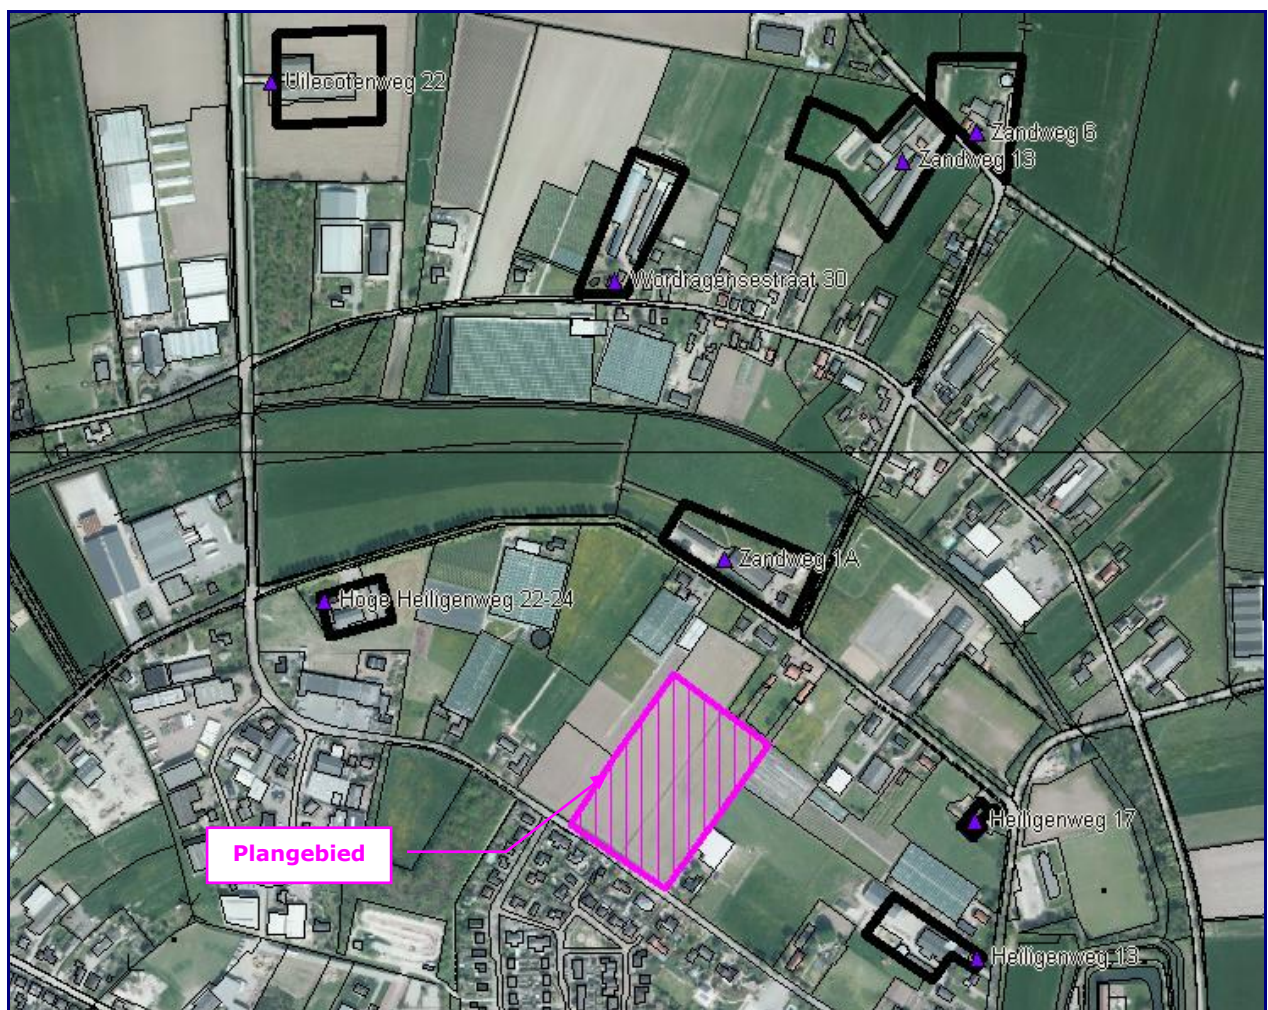 Uilecotenweg 22
Zandweg 6
Zandweg 13
Wordragensestraat 30
Zandweg 1A
Hoge Heiligenweg 22-24
Heiligenweg 17
Plangebied
Heiligenweg 13